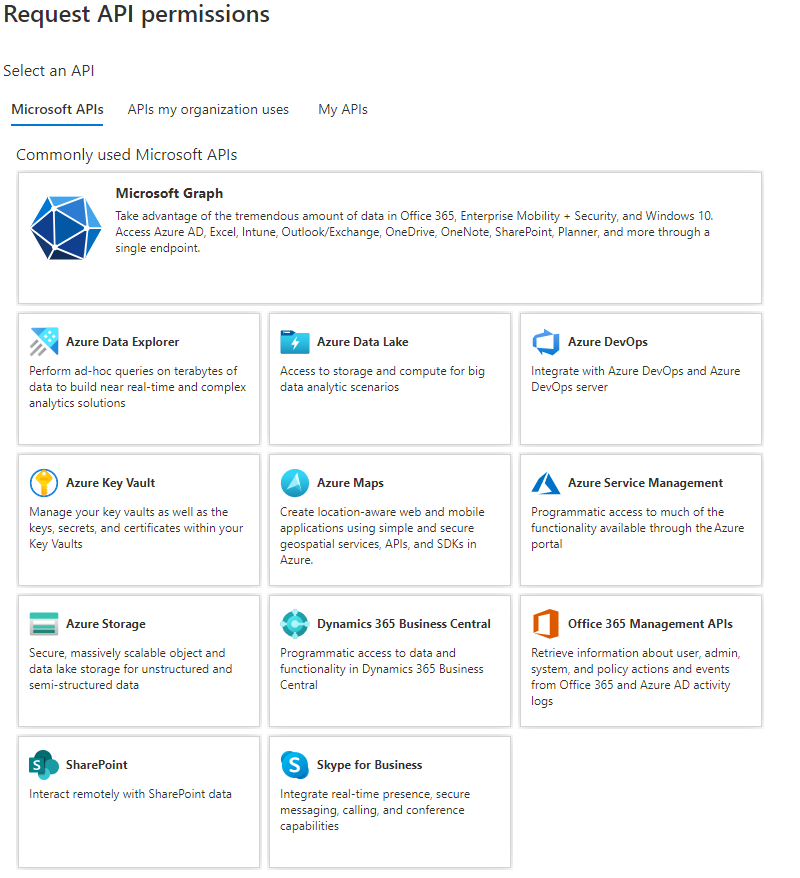 Request API permissions
Select an API
Microsoft APIs
APIs my organization uses
My APIs
Commonly used Microsoft APIs
Microsoft Graph
Take advantage of the tremendous amount of data in Office 365, Enterprise Mobility + Security, and Windows 10.
Access Azure AD, Excel, Intune, Outlook/Exchange, OneDrive, OneNote, SharePoint, Planner, and more through a
single endpoint.
Azure Data Explorer
Perform ad-hoc queries on terabytes of
data to build near real-time and complex
analytics solutions
Azure Data Lake
Access to storage and compute for big
data analytic scenarios
Azure DevOps
Integrate with Azure DevOps and Azure
DevOps server
Azure Key Vault
Manage your key vaults as well as the
keys, secrets, and certificates within your
Key Vaults
Azure Maps
Create location-aware web and mobile
applications using simple and secure
geospatial services, APIs, and SDKs in
Azure.
Azure Service Management
Programmatic access to much of the
functionality available through the Azure
portal
Azure Storage
Secure, massively scalable object and
data lake storage for unstructured and
semi-structured data
Dynamics 365 Business Central
Programmatic access to data and
functionality in Dynamics 365 Business
Central
Office 365 Management APIs
Retrieve information about user, admin,
system, and policy actions and events
from Office 365 and Azure AD activity
logs
SharePoint
Interact remotely with SharePoint data
Skype for Business
Integrate real-time presence, secure
messaging, calling, and conference
capabilities